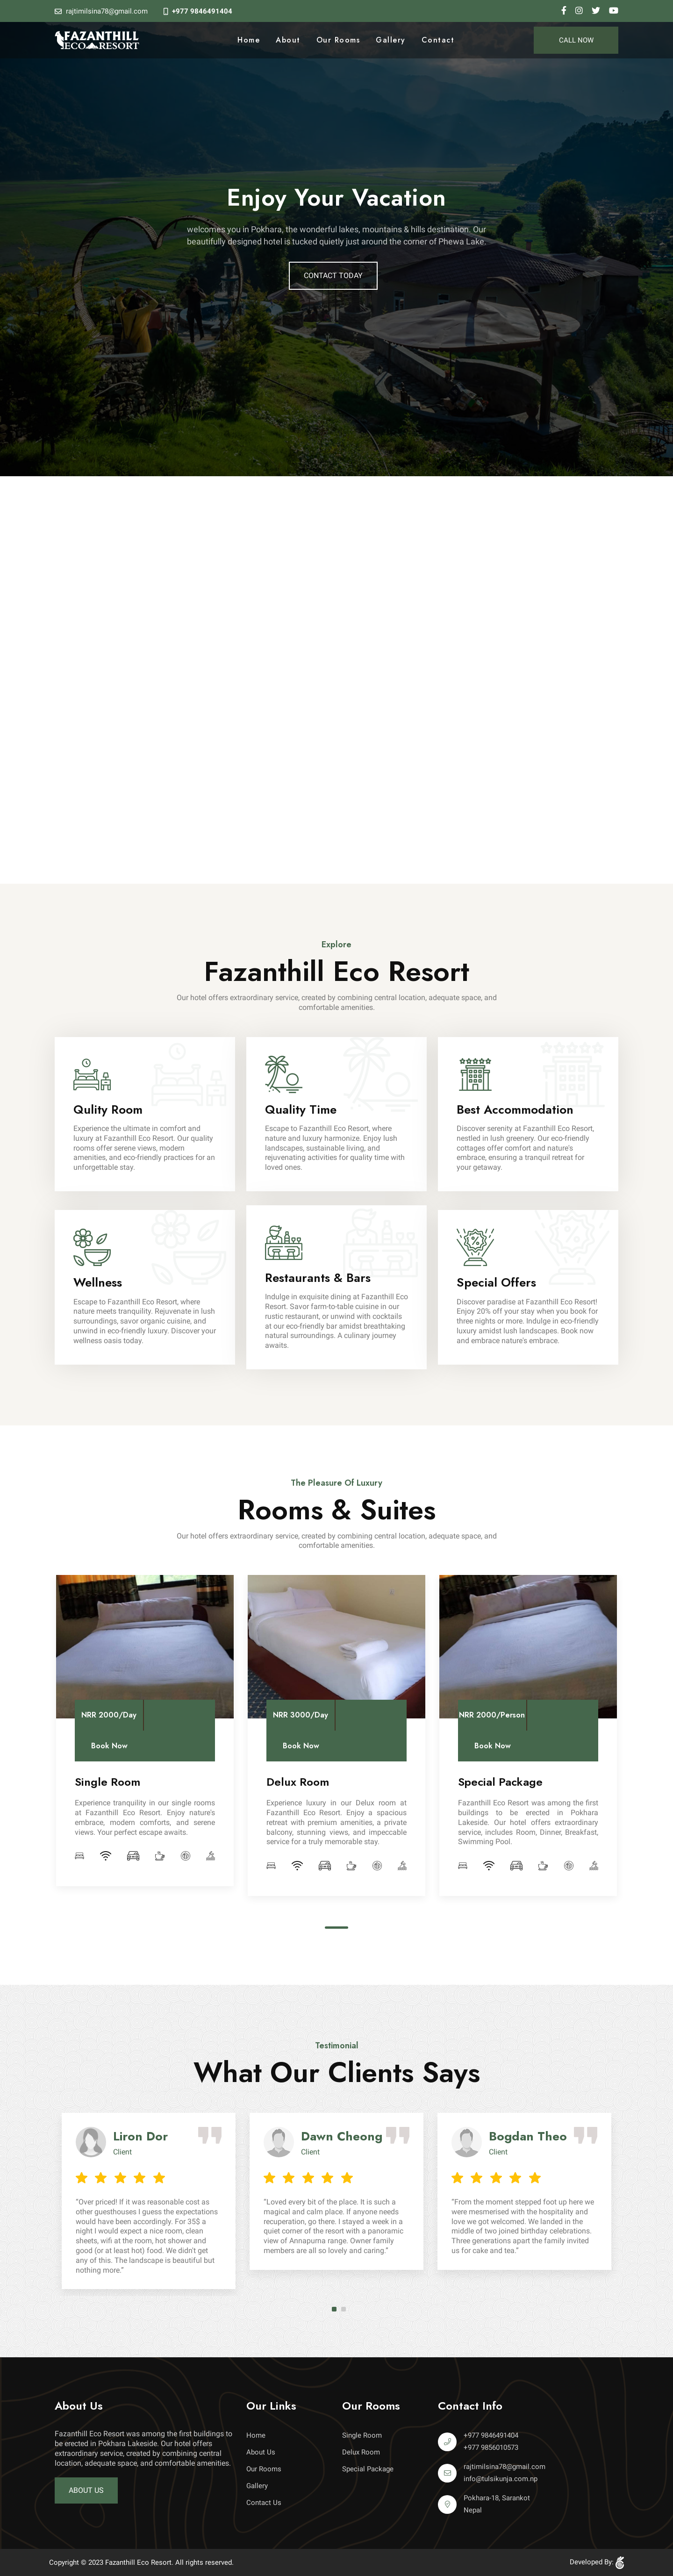 rajtimilsina78@gmail.com +977 9846491404
FAZANTHILL
ECO RESORT
Home About Our Rooms Gallery Contact
CALL NOW
Enjoy Your Vacation
welcomes you in Pokhara, the wonderful lakes, mountains & hills destination. Our
beautifully designed hotel is tucked quietly just around the corner of Phewa Lake.
CONTACT TODAY
Explore
Fazanthill Eco Resort
Our hotel offers extraordinary service, created by combining central location, adequate space, and
comfortable amenities.
Qulity Room
Experience the ultimate in comfort and
luxury at Fazanthill Eco Resort. Our quality
rooms offer serene views, modern
amenities, and eco-friendly practices for an
unforgettable stay.
Quality Time
Escape to Fazanthill Eco Resort, where
nature and luxury harmonize. Enjoy lush
landscapes, sustainable living, and
rejuvenating activities for quality time with
loved ones.
Best Accommodation
Discover serenity at Fazanthill Eco Resort,
nestled in lush greenery. Our eco-friendly
cottages offer comfort and nature's
embrace, ensuring a tranquil retreat for
your getaway.
Wellness
Escape to Fazanthill Eco Resort, where
nature meets tranquility. Rejuvenate in lush
surroundings, savor organic cuisine, and
unwind in eco-friendly luxury. Discover your
wellness oasis today.
Restaurants & Bars
Indulge in exquisite dining at Fazanthill Eco
Resort. Savor farm-to-table cuisine in our
rustic restaurant, or unwind with cocktails
at our eco-friendly bar amidst breathtaking
natural surroundings. A culinary journey
awaits.
Special Offers
Discover paradise at Fazanthill Eco Resort!
Enjoy 20% off your stay when you book for
three nights or more. Indulge in eco-friendly
luxury amidst lush landscapes. Book now
and embrace nature's embrace.
The Pleasure Of Luxury
Rooms & Suites
Our hotel offers extraordinary service, created by combining central location, adequate space, and
comfortable amenities.
NRR 2000/Day
Book Now
Single Room
Experience tranquility in our single rooms
at Fazanthill Eco Resort. Enjoy nature's
embrace, modern comforts, and serene
views. Your perfect escape awaits.
NRR 3000/Day
Book Now
Delux Room
Experience luxury in our Delux room at
Fazanthill Eco Resort. Enjoy a spacious
retreat with premium amenities, a private
balcony, stunning views, and impeccable
service for a truly memorable stay.
NRR 2000/Person
Book Now
Special Package
Fazanthill Eco Resort was among the first
buildings to be erected in Pokhara
Lakeside. Our hotel offers extraordinary
service, includes Room, Dinner, Breakfast,
Swimming Pool.
Testimonial
What Our Clients Says
Liron Dor
Client
“Over priced! If it was reasonable cost as
other guesthouses I guess the expectations
would have been accordingly. For 35$ a
night I would expect a nice room, clean
sheets, wifi at the room, hot shower and
good (or at least hot) food. We didn't get
any of this. The landscape is beautiful but
nothing more.”
Dawn Cheong
Client
“Loved every bit of the place. It is such a
magical and calm place. If anyone needs
recuperation, go there. I stayed a week in a
quiet corner of the resort with a panoramic
view of Annapurna range. Owner family
members are all so lovely and caring.”
Bogdan Theo
Client
“From the moment stepped foot up here we
were mesmerised with the hospitality and
love we got welcomed. We landed in the
middle of two joined birthday celebrations.
Three generations apart the family invited
us for cake and tea.”
About Us
Fazanthill Eco Resort was among the first buildings to
be erected in Pokhara Lakeside. Our hotel offers
extraordinary service, created by combining central
location, adequate space, and comfortable amenities.
ABOUT US
Our Links
Home
About Us
Our Rooms
Gallery
Contact Us
Our Rooms
Single Room
Delux Room
Special Package
Contact Info
+977 9846491404
+977 9856010573
rajtimilsina78@gmail.com
info@tulsikunja.com.np
Pokhara-18, Sarankot
Nepal
Copyright © 2023 Fazanthill Eco Resort. All rights reserved.
Developed By: